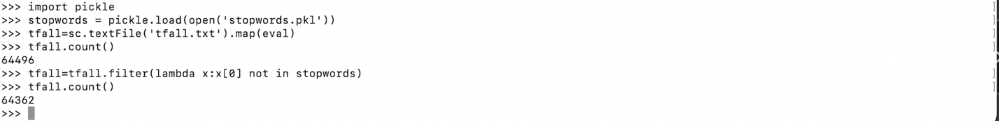 >>> import pickle
>>> stopwords = pickle.load(open('stopwords.pkl'))
>>> tfall=sc.textFile('tfall.txt').map(eval)
>>> tfall.count()
64496
>>> tfall=tfall.filter(lambda x:x[0] not in stopwords)
>>> tfall.count()
64362
>>>